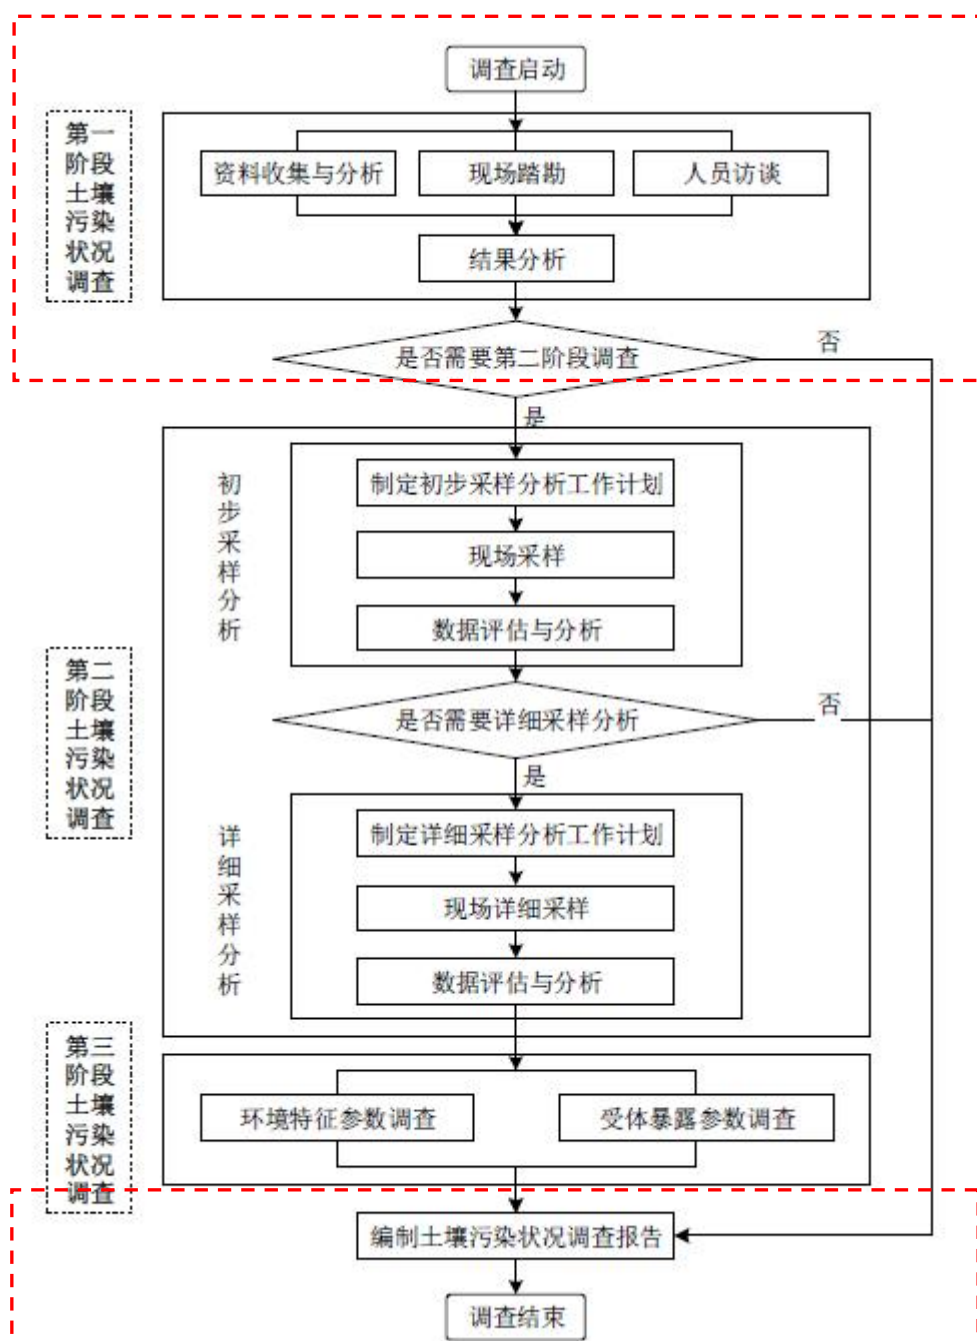 调查启动
第一
阶段
土壤
污染
状况
调查
资料收集与分析
现场踏勘
人员访谈
结果分析
是否需要第二阶段调查
否
是
初
步
采
样
分
析
制定初步采样分析工作计划
现场采样
数据评估与分析
第二
阶段
土壤
污染
状况
调查
是否需要详细采样分析
否
是
详
细
采
样
分
析
制定详细采样分析工作计划
现场详细采样
数据评估与分析
第三
阶段
土壤
污染
状况
调查
环境特征参数调查
受体暴露参数调查
编制土壤污染状况调查报告
调查结束